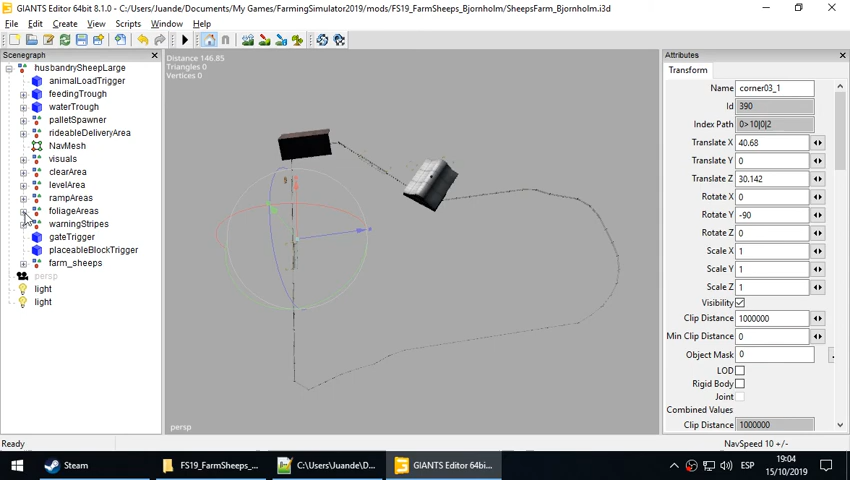 GIANTS Editor 64bit - 8.1.0 - C:/Users/Juande/Documents/My Games/FarmingSimulator2019/mods/FS19_FarmSheeps_Bjornholm/SheepsFarm_Bjornholm.i3d
File Edit Create View Scripts Window Help
Scenegraph
husbandrySheepLarge
animalLoadTrigger
feedingTrough
waterTrough
palletSpawner
rideableDeliveryArea
NavMesh
visuals
clearArea
levelArea
rampAreas
foliageAreas
warningStripes
gateTrigger
placeableBlockTrigger
farm_sheeps
persp
light
light
Distance 146.85
Triangles 0
Vertices 0
persp
Attributes
Transform
Name corner03_1
Id 390
Index Path 0>10|0|2
Translate X 40.68
Translate Y 0
Translate Z 30.142
Rotate X 0
Rotate Y -90
Rotate Z 0
Scale X 1
Scale Y 1
Scale Z 1
Visibility
Clip Distance 1000000
Min Clip Distance 0
Object Mask 0
LOD
Rigid Body
Joint
Combined Values
Clip Distance 1000000
Ready
NavSpeed 10 +/-
Steam
FS19_FarmSheeps_...
C:\Users\Juande\D...
GIANTS Editor 64bi...
ESP
19:04
15/10/2019